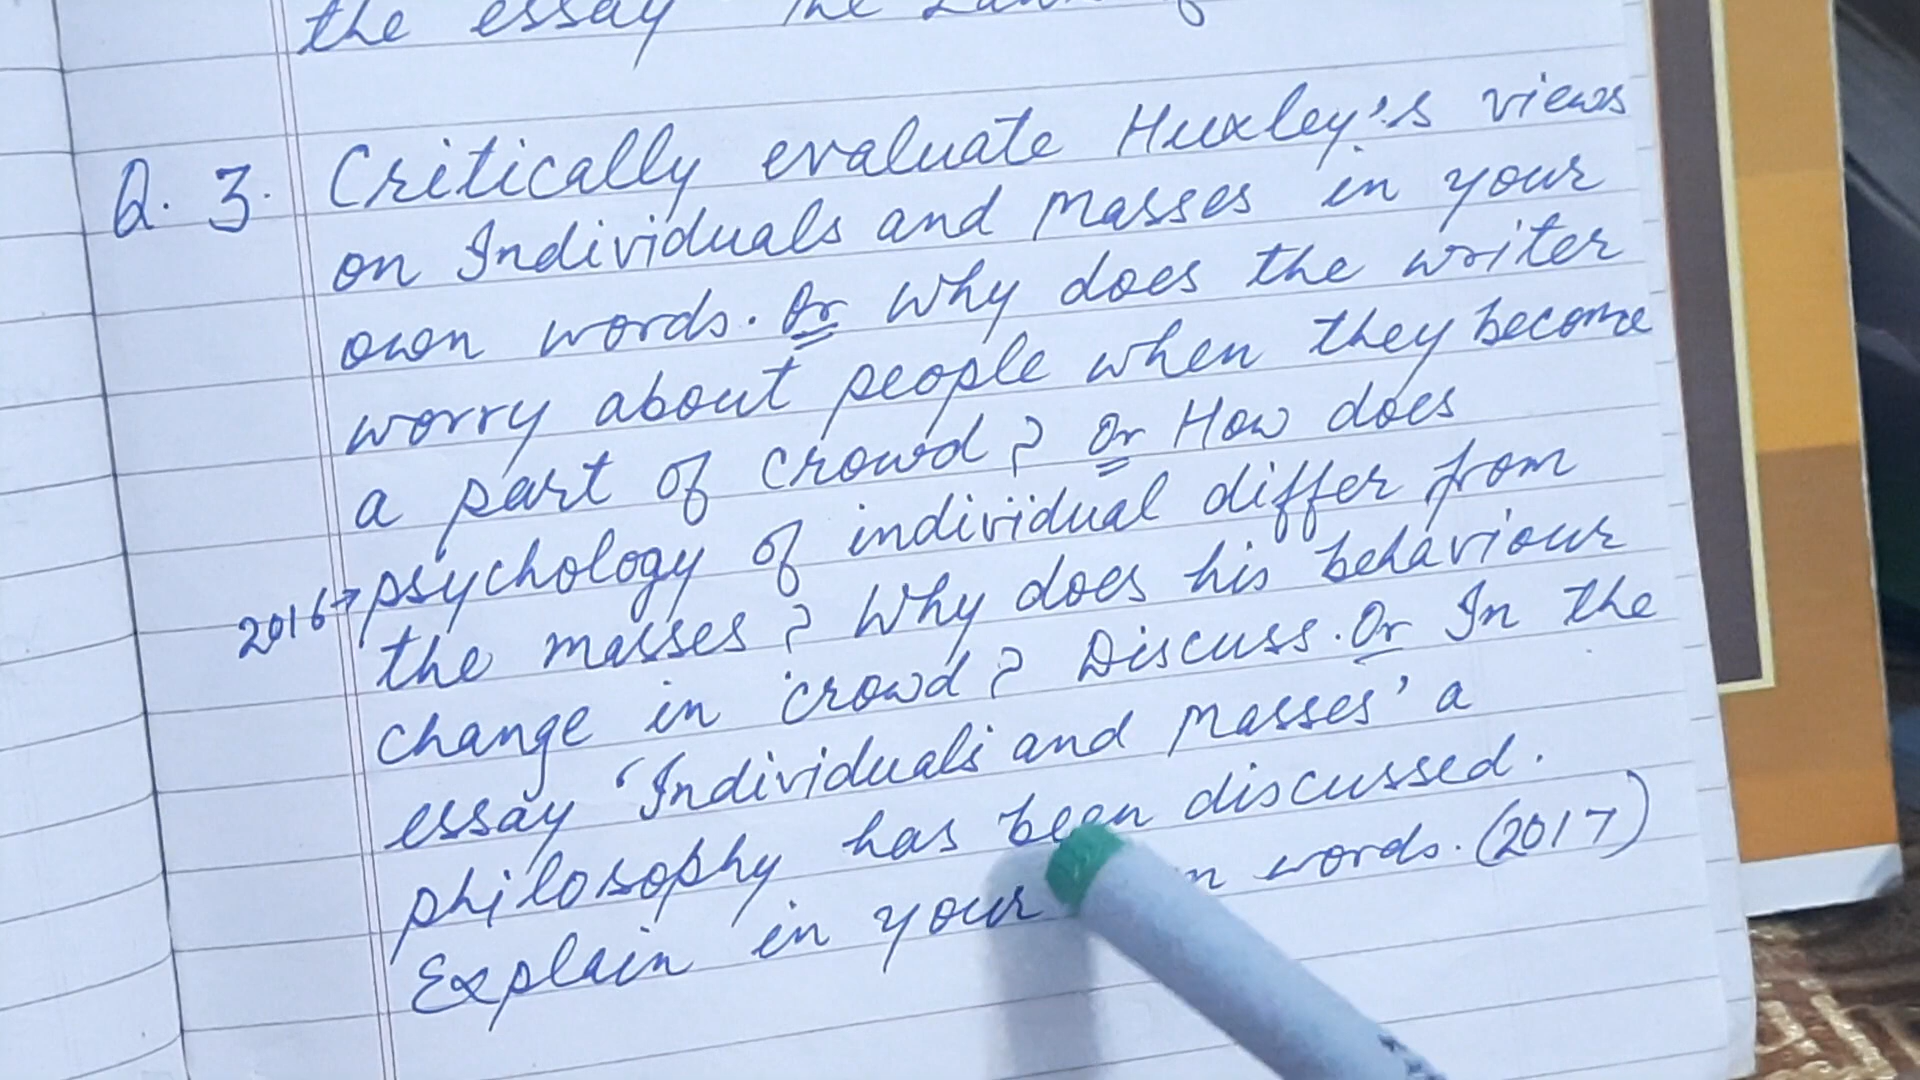 the essay The
Q. 3. Critically evaluate Huxley's views
on Individuals and Masses in your
own words. Or Why does the writer
worry about people when they become
a part of crowd? Or How does
2016→ psychology of individual differ from
the masses? Why does his behaviour
change in crowd? Discuss. Or In the
essay 'Individuals and Masses' a
philosophy has been discussed.
Explain in your words. (2017)